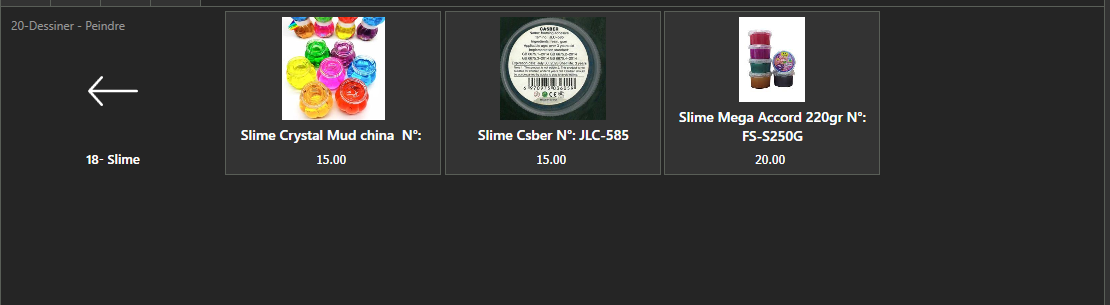 20-Dessiner - Peindre
18- Slime
Slime Crystal Mud china  N°:
15.00
CASBER
Slime Csber N°: JLC-585
15.00
Slime Mega Accord 220gr N°:
FS-S250G
20.00